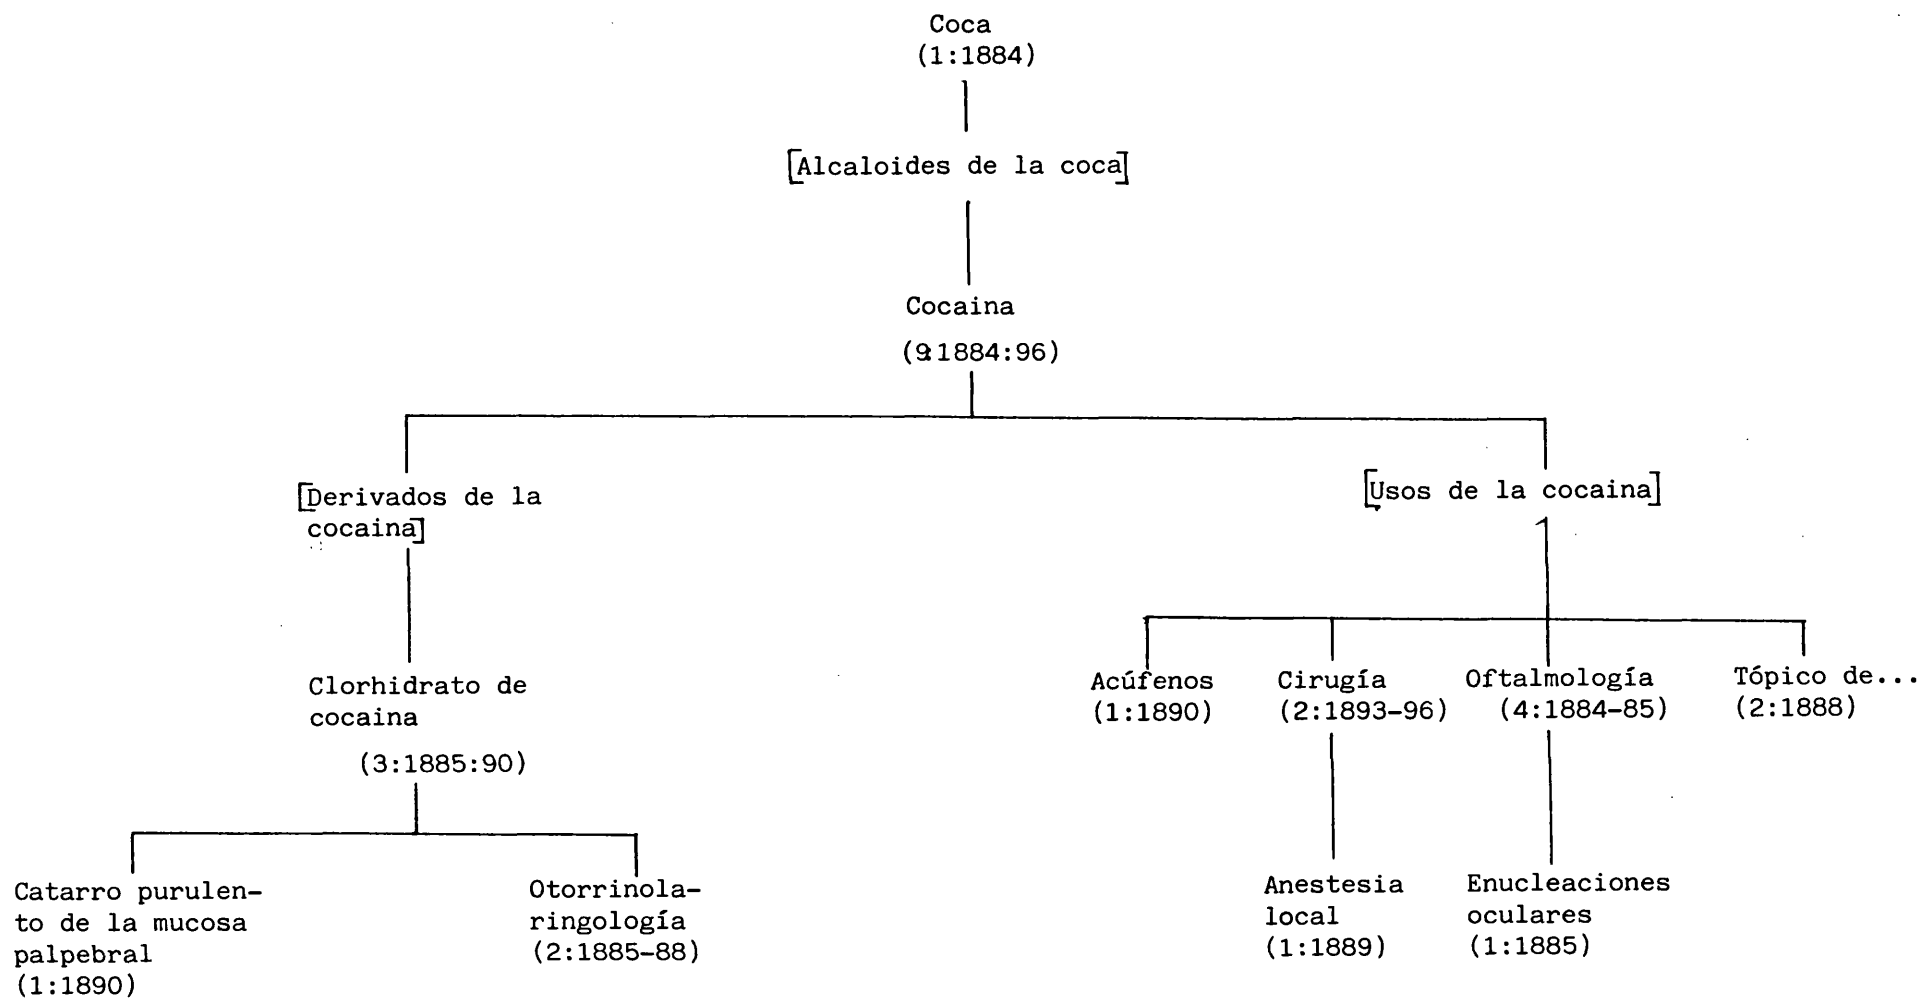 Coca
(1:1884)
[Alcaloides de la coca]
Cocaina
(9:1884:96)
[Derivados de la
cocaina]
[Usos de la cocaina]
Clorhidrato de
cocaina
(3:1885:90)
Acúfenos
(1:1890)
Cirugía
(2:1893-96)
Oftalmología
(4:1884-85)
Tópico de...
(2:1888)
Catarro purulen-
to de la mucosa
palpebral
(1:1890)
Otorrinola-
ringología
(2:1885-88)
Anestesia
local
(1:1889)
Enucleaciones
oculares
(1:1885)